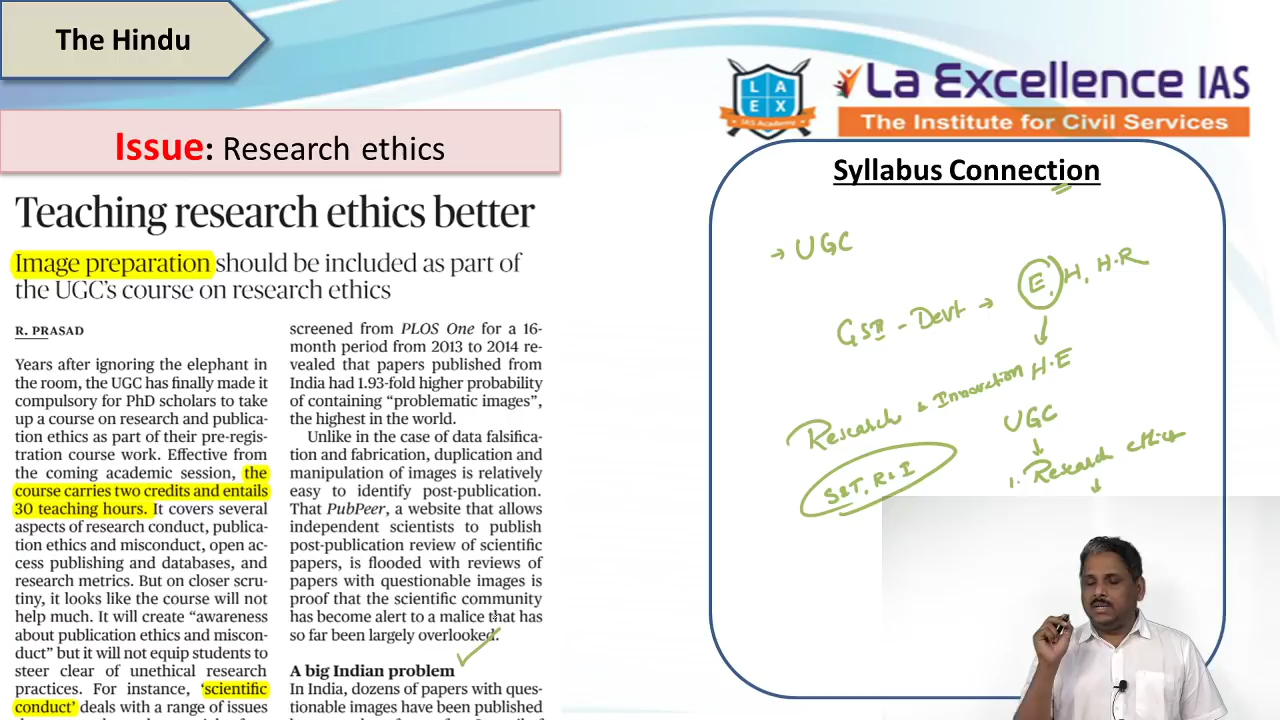 The Hindu
L A
E X
IAS Academy
La Excellence IAS
The Institute for Civil Services
Issue: Research ethics
Teaching research ethics better
Image preparation should be included as part of
the UGC's course on research ethics
R. PRASAD
Years after ignoring the elephant in
the room, the UGC has finally made it
compulsory for PhD scholars to take
up a course on research and publica-
tion ethics as part of their pre-regis-
tration course work. Effective from
the coming academic session, the
course carries two credits and entails
30 teaching hours. It covers several
aspects of research conduct, publica-
tion ethics and misconduct, open ac-
cess publishing and databases, and
research metrics. But on closer scru-
tiny, it looks like the course will not
help much. It will create “awareness
about publication ethics and miscon-
duct” but it will not equip students to
steer clear of unethical research
practices. For instance, ‘scientific
conduct’ deals with a range of issues
screened from PLOS One for a 16-
month period from 2013 to 2014 re-
vealed that papers published from
India had 1.93-fold higher probability
of containing “problematic images”,
the highest in the world.
Unlike in the case of data falsifica-
tion and fabrication, duplication and
manipulation of images is relatively
easy to identify post-publication.
That PubPeer, a website that allows
independent scientists to publish
post-publication review of scientific
papers, is flooded with reviews of
papers with questionable images is
proof that the scientific community
has become alert to a malice that has
so far been largely overlooked.
A big Indian problem
In India, dozens of papers with ques-
tionable images have been published
Syllabus Connection
→ UGC
GSII - Devt → E, H, H.R
H.E
Research & Innovation
UGC
S&T, R&I
1. Research ethics